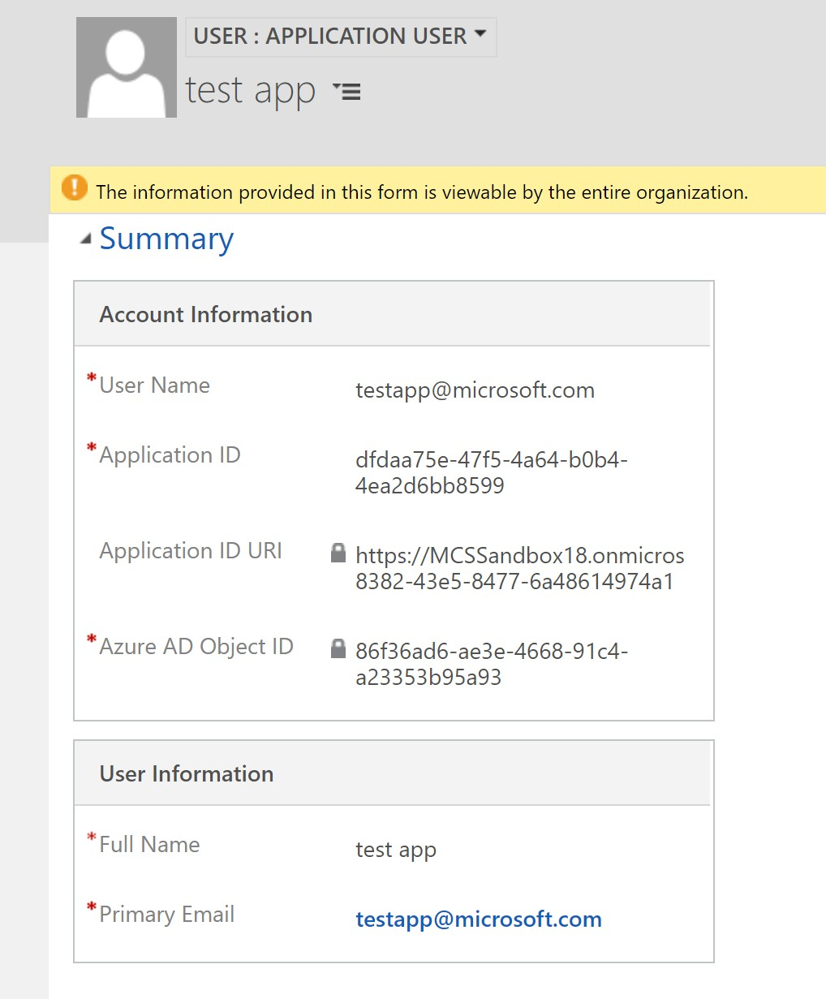 USER : APPLICATION USER
test app
The information provided in this form is viewable by the entire organization.
Summary
Account Information
* User Name
testapp@microsoft.com
* Application ID
dfdaa75e-47f5-4a64-b0b4-
4ea2d6bb8599
Application ID URI
https://MCSSandbox18.onmicros
8382-43e5-8477-6a48614974a1
* Azure AD Object ID
86f36ad6-ae3e-4668-91c4-
a23353b95a93
User Information
* Full Name
test app
* Primary Email
testapp@microsoft.com